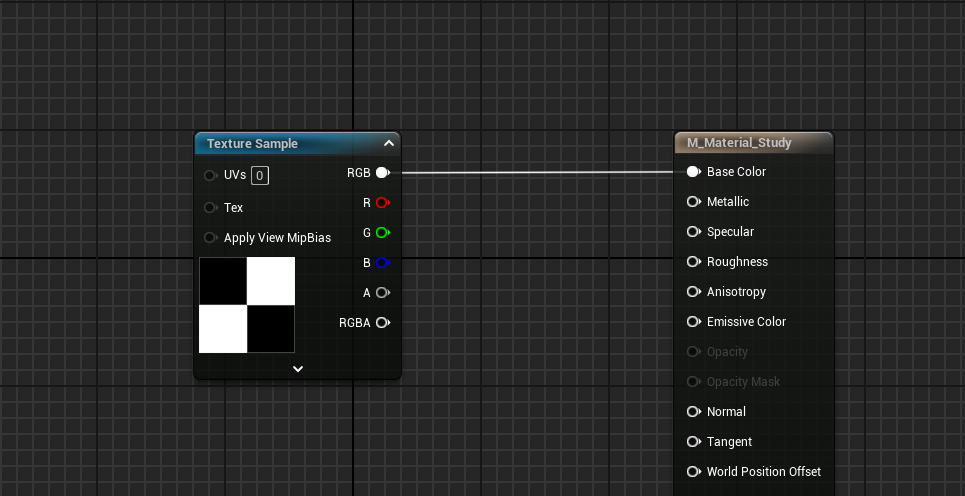 Texture Sample
UVs 0
Tex
Apply View MipBias
RGB
R
G
B
A
RGBA
M_Material_Study
Base Color
Metallic
Specular
Roughness
Anisotropy
Emissive Color
Opacity
Opacity Mask
Normal
Tangent
World Position Offset